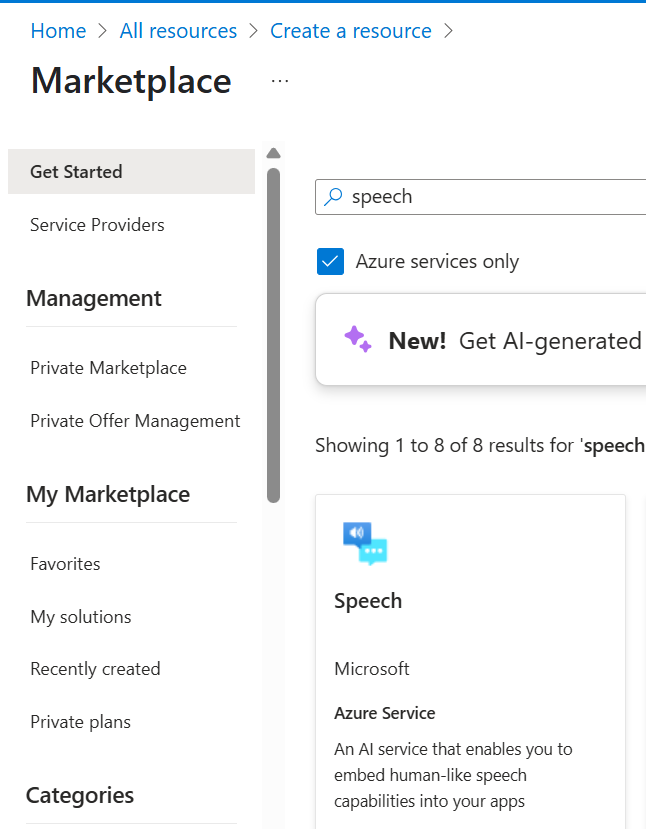 Home > All resources > Create a resource >
Marketplace ...
Get Started
Service Providers
Management
Private Marketplace
Private Offer Management
My Marketplace
Favorites
My solutions
Recently created
Private plans
Categories
speech
Azure services only
New! Get AI-generated
Showing 1 to 8 of 8 results for 'speech
Speech
Microsoft
Azure Service
An AI service that enables you to
embed human-like speech
capabilities into your apps